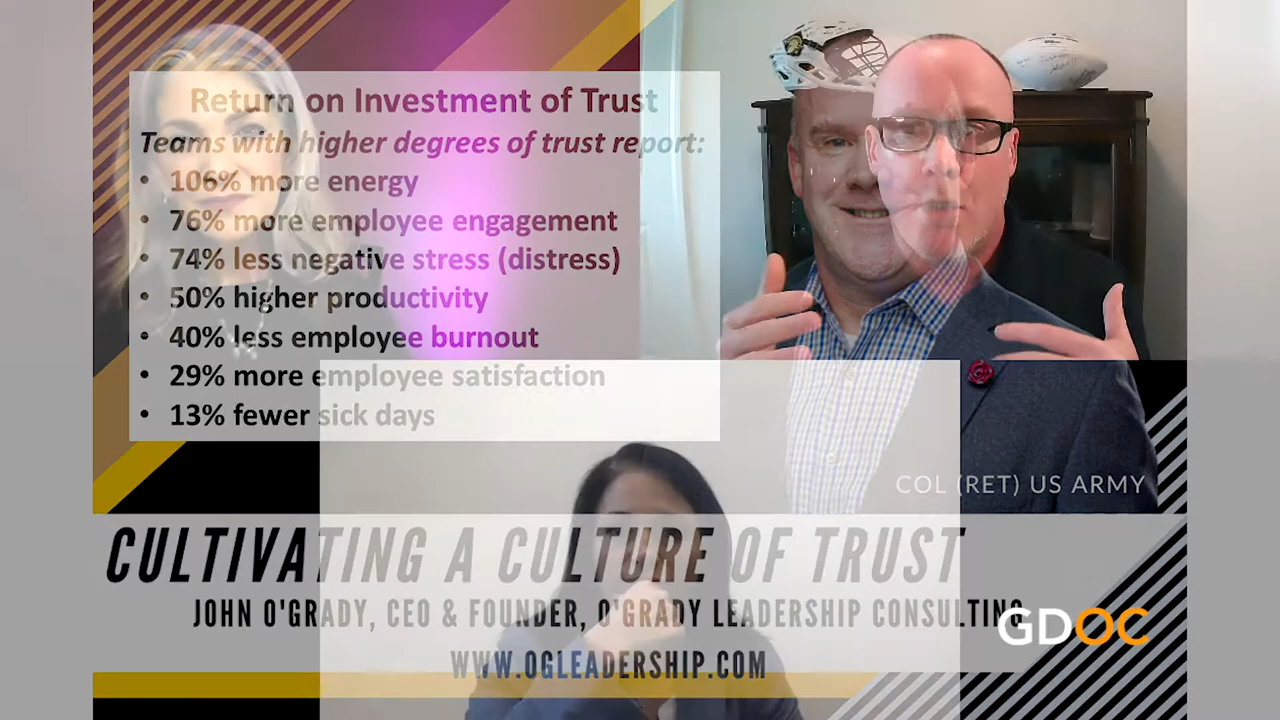 Return on Investment of Trust
Teams with higher degrees of trust report:
• 106% more energy
• 76% more employee engagement
• 74% less negative stress (distress)
• 50% higher productivity
• 40% less employee burnout
• 29% more employee satisfaction
• 13% fewer sick days
COL (RET) US ARMY
CULTIVATING A CULTURE OF TRUST
JOHN O'GRADY, CEO & FOUNDER, O'GRADY LEADERSHIP CONSULTING
GDOC
WWW.OGLEADERSHIP.COM